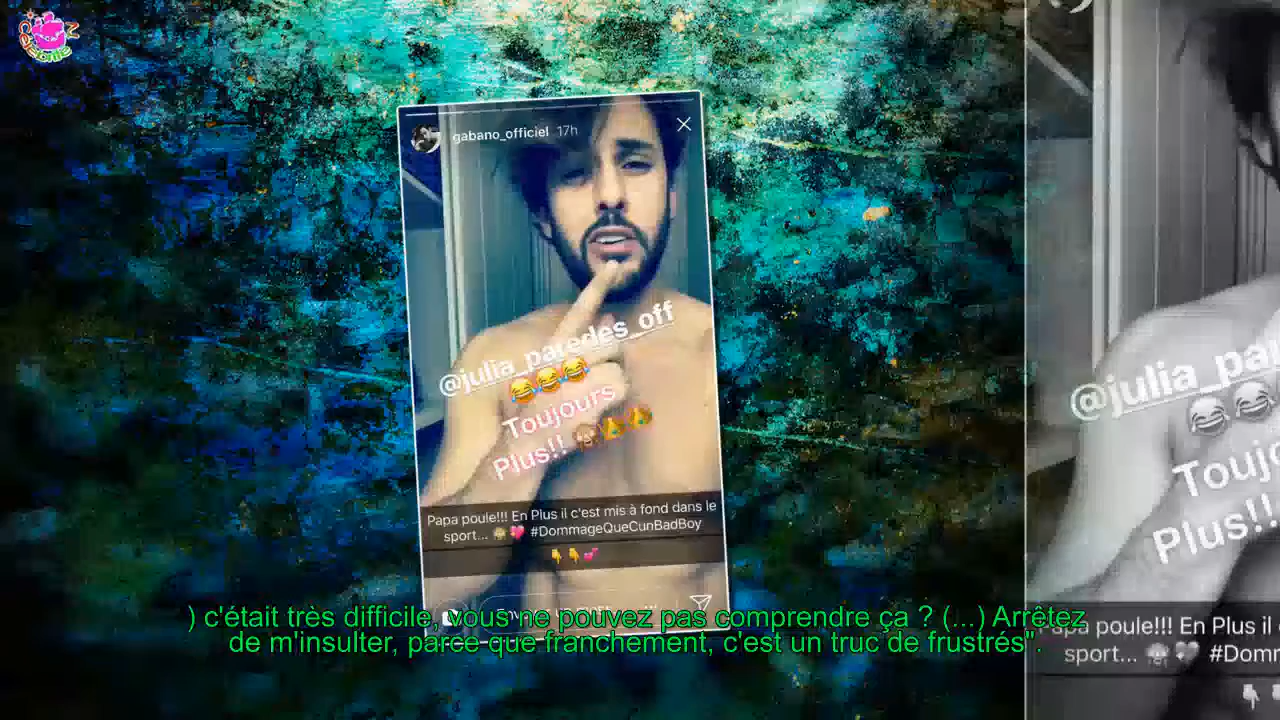 gabano_officiel 17h
@julia_paredes_off
😂😂😂
Toujours
Plus!! 🙈👍👍
Papa poule!!! En Plus il c'est mis à fond dans le
sport... 🙈💖 #DommageQueCunBadBoy
👇👇💕
) c'était très difficile, vous ne pouvez pas comprendre ça ? (...) Arrêtez
de m'insulter, parce que franchement, c'est un truc de frustrés".
@julia_pa
😂😂
Toujo
Plus!!
Papa poule!!! En Plus il
sport... 🙈💖 #Domm
👇